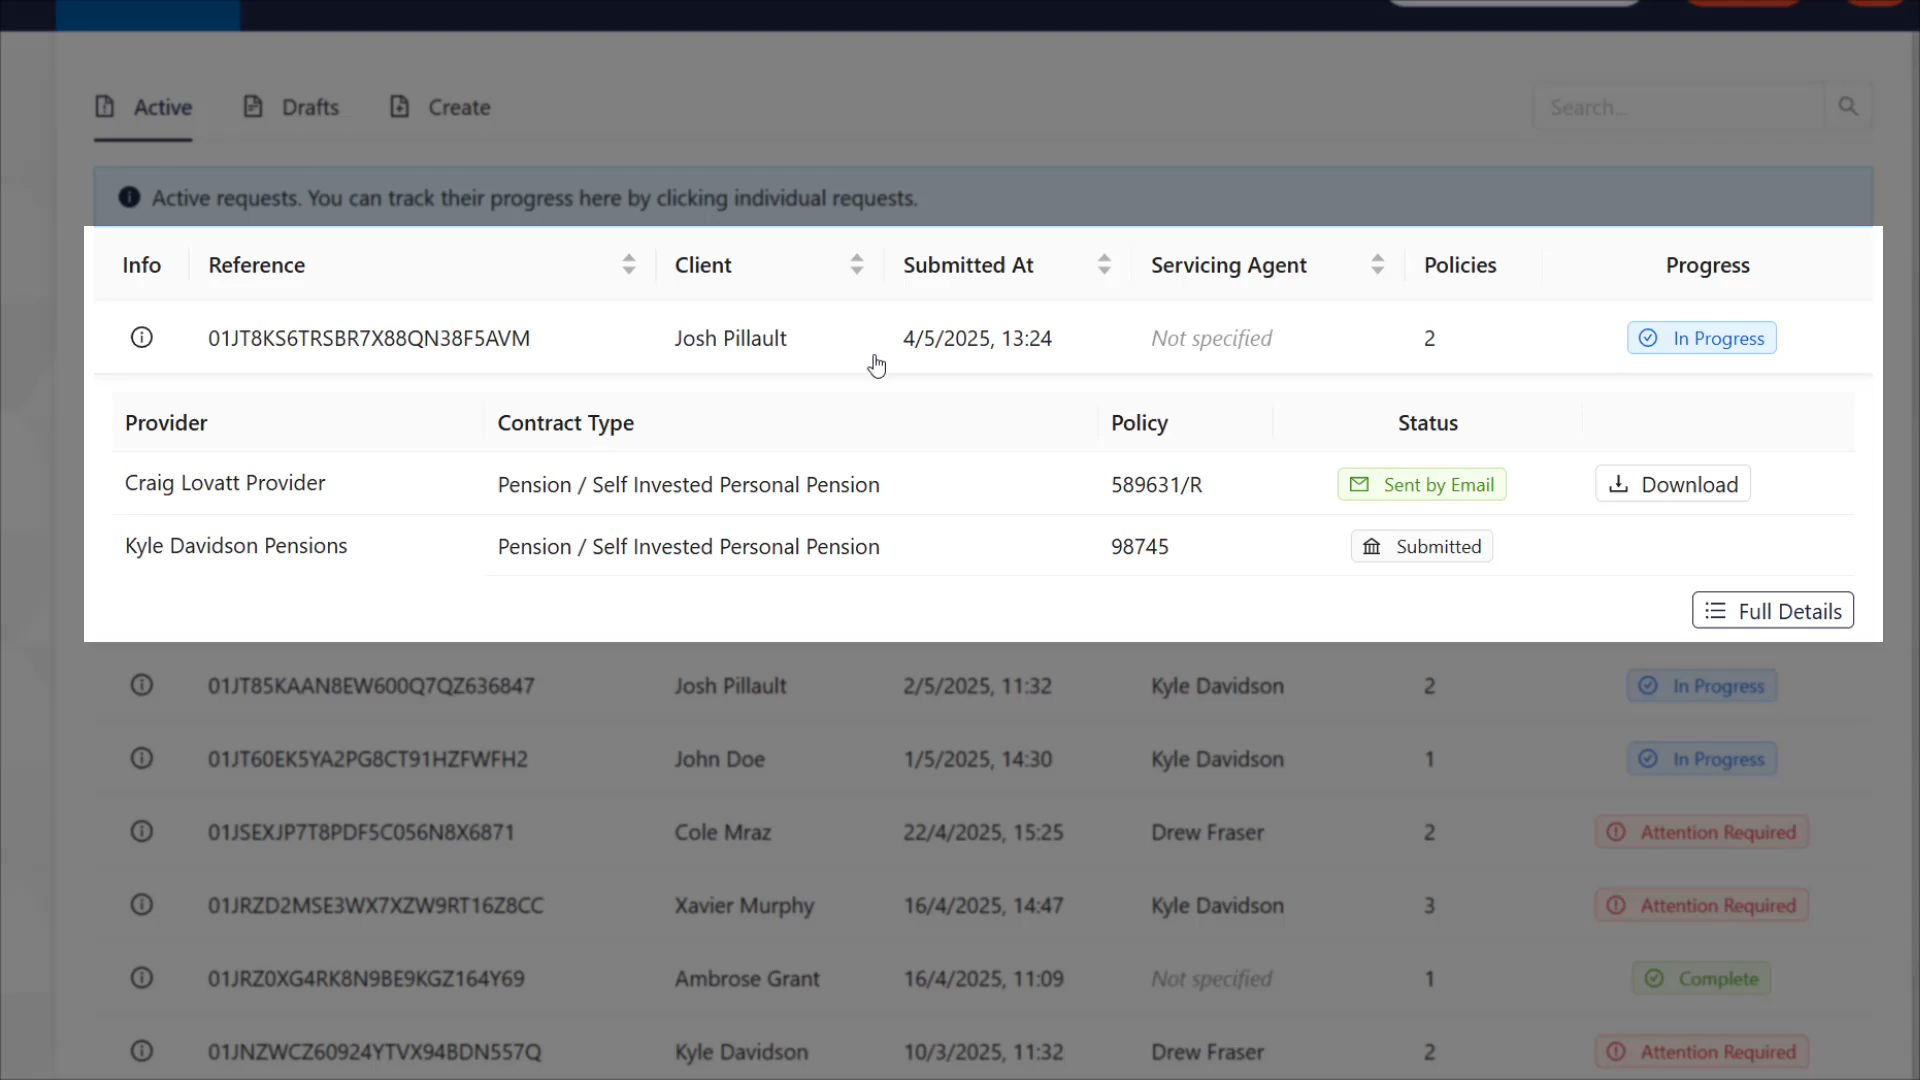 Active Drafts Create Search...
Active requests. You can track their progress here by clicking individual requests.
Info Reference Client Submitted At Servicing Agent Policies Progress
01JT8KS6TRSBR7X88QN38F5AVM Josh Pillault 4/5/2025, 13:24 Not specified 2 In Progress
Provider Contract Type Policy Status
Craig Lovatt Provider Pension / Self Invested Personal Pension 589631/R Sent by Email Download
Kyle Davidson Pensions Pension / Self Invested Personal Pension 98745 Submitted
Full Details
01JT85KAAN8EW600Q7QZ636847 Josh Pillault 2/5/2025, 11:32 Kyle Davidson 2 In Progress
01JT60EK5YA2PG8CT91HZFWFH2 John Doe 1/5/2025, 14:30 Kyle Davidson 1 In Progress
01JSEXJP7T8PDF5C056N8X6871 Cole Mraz 22/4/2025, 15:25 Drew Fraser 2 Attention Required
01JRZD2MSE3WX7XZW9RT16Z8CC Xavier Murphy 16/4/2025, 14:47 Kyle Davidson 3 Attention Required
01JRZ0XG4RK8N9BE9KGZ164Y69 Ambrose Grant 16/4/2025, 11:09 Not specified 1 Complete
01JNZWCZ60924YTVX94BDN557Q Kyle Davidson 10/3/2025, 11:32 Drew Fraser 2 Attention Required